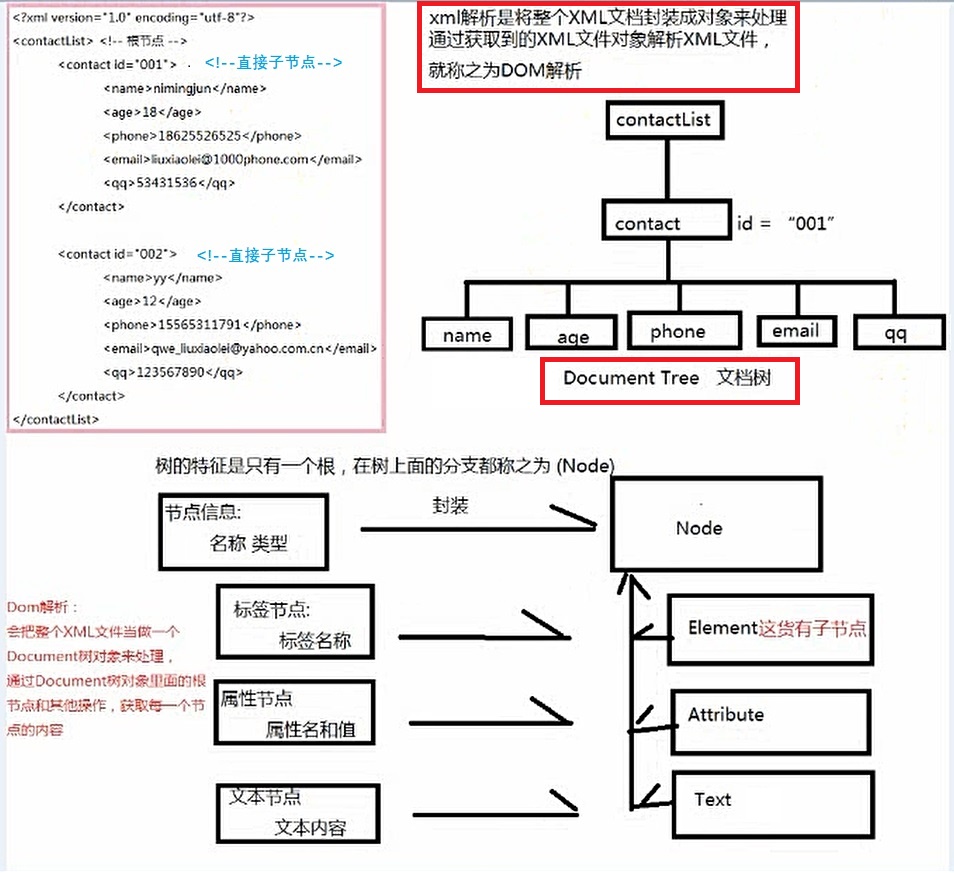 <?xml version="1.0" encoding="utf-8"?>
<contactList> <!-- 根节点 -->
<contact id="001"> <!--直接子节点-->
<name>nimingjun</name>
<age>18</age>
<phone>18625526525</phone>
<email>liuxiaolei@1000phone.com</email>
<qq>53431536</qq>
</contact>
<contact id="002"> <!--直接子节点-->
<name>yy</name>
<age>12</age>
<phone>15565311791</phone>
<email>qwe_liuxiaolei@yahoo.com.cn</email>
<qq>123567890</qq>
</contact>
</contactList>
xml解析是将整个XML文档封装成对象来处理
通过获取到的XML文件对象解析XML文件，
就称之为DOM解析
contactList
contact id = “001”
name age phone email qq
Document Tree 文档树
树的特征是只有一个根，在树上面的分支都称之为 (Node)
节点信息:
名称 类型
封装
Node
Dom解析：
会把整个XML文件当做一个
Document树对象来处理，
通过Document树对象里面的根
节点和其他操作，获取每一个节
点的内容
标签节点:
标签名称
Element这货有子节点
属性节点
属性名和值
Attribute
文本节点
文本内容
Text